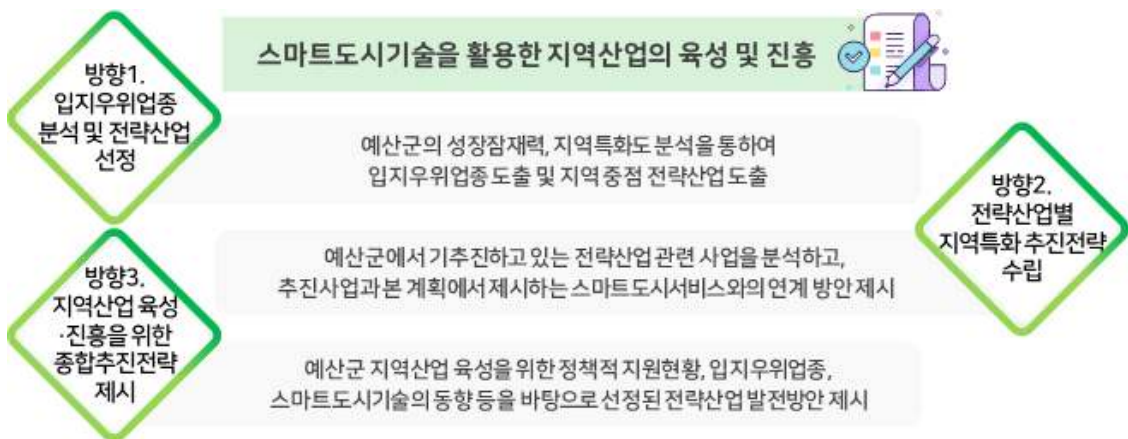 스마트도시기술을 활용한 지역산업의 육성 및 진흥
방향1.
입지우위업종
분석 및 전략산업
선정
예산군의 성장잠재력, 지역특화도 분석을 통하여
입지우위업종 도출 및 지역 중점 전략산업 도출
방향2.
전략산업별
지역특화 추진전략
수립
예산군에서 기추진하고 있는 전략산업 관련 사업을 분석하고,
추진사업과 본 계획에서 제시하는 스마트도시서비스와의 연계 방안 제시
방향3.
지역산업 육성
·진흥을 위한
종합추진전략
제시
예산군 지역산업 육성을 위한 정책적 지원현황, 입지우위업종,
스마트도시기술의 동향 등을 바탕으로 선정된 전략산업 발전방안 제시